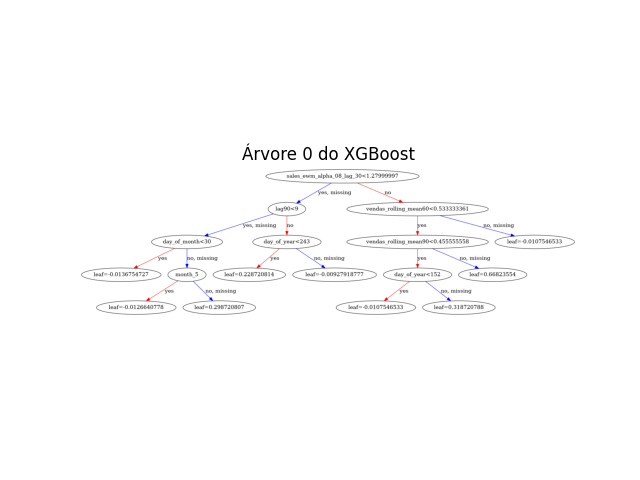 Árvore 0 do XGBoost
sales_ewm_alpha_08_lag_30<1.27999997
yes, missing
no
lag90<9
vendas_rolling_mean60<0.533333361
yes, missing
no
yes
no, missing
day_of_month<30
day_of_year<243
vendas_rolling_mean90<0.455555558
leaf=-0.0107546533
yes
no, missing
yes
no, missing
yes
no, missing
leaf=-0.0136754727
month_5
leaf=0.228720814
leaf=-0.00927918777
day_of_year<152
leaf=0.66823554
yes
no, missing
yes
no, missing
leaf=-0.0126640778
leaf=0.298720807
leaf=-0.0107546533
leaf=0.318720788